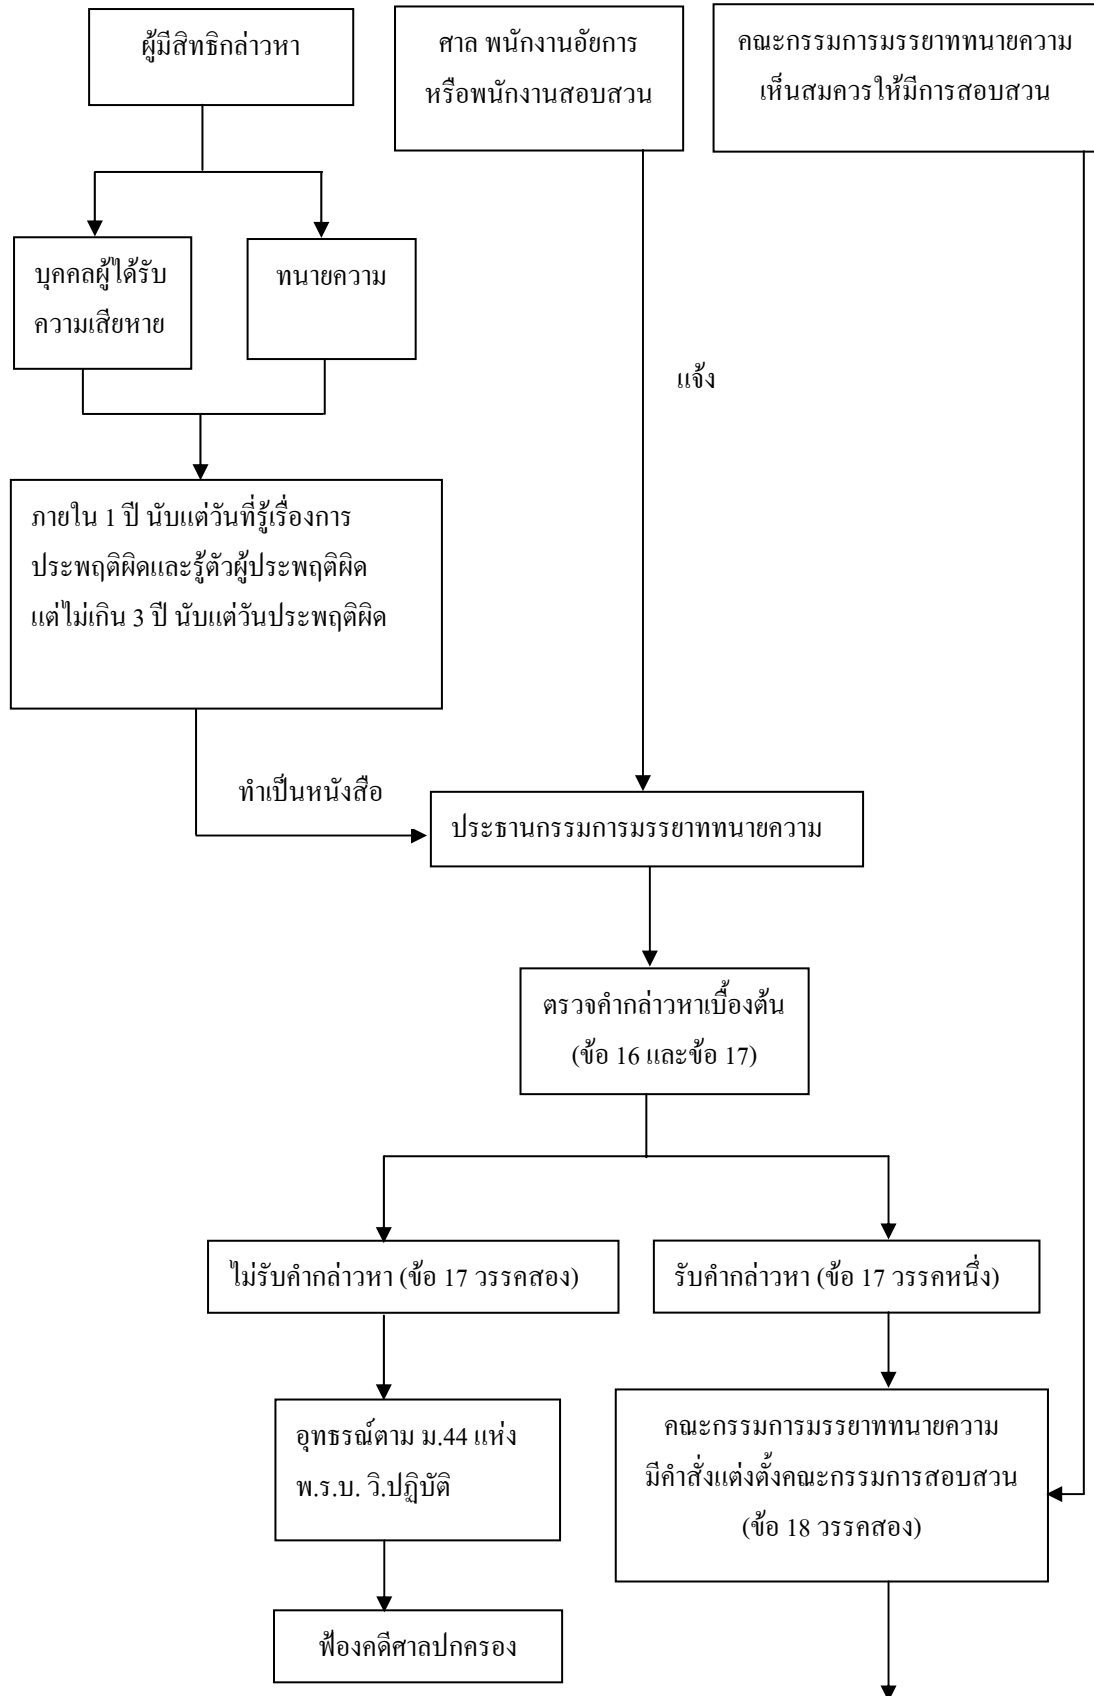 ผู้มีสิทธิกล่าวหา
ศาล พนักงานอัยการ
หรือพนักงานสอบสวน
คณะกรรมการมรรยาททนายความ
เห็นสมควรให้มีการสอบสวน
บุคคลผู้ได้รับ
ความเสียหาย
ทนายความ
แจ้ง
ภายใน 1 ปี นับแต่วันที่รู้เรื่องการ
ประพฤติผิดและรู้ตัวผู้ประพฤติผิด
แต่ไม่เกิน 3 ปี นับแต่วันประพฤติผิด
ทำเป็นหนังสือ
ประธานกรรมการมรรยาททนายความ
ตรวจคำกล่าวหาเบื้องต้น
(ข้อ 16 และข้อ 17)
ไม่รับคำกล่าวหา (ข้อ 17 วรรคสอง)
รับคำกล่าวหา (ข้อ 17 วรรคหนึ่ง)
อุทธรณ์ตาม ม.44 แห่ง
พ.ร.บ. วิ.ปฏิบัติ
คณะกรรมการมรรยาททนายความ
มีคำสั่งแต่งตั้งคณะกรรมการสอบสวน
(ข้อ 18 วรรคสอง)
ฟ้องคดีศาลปกครอง